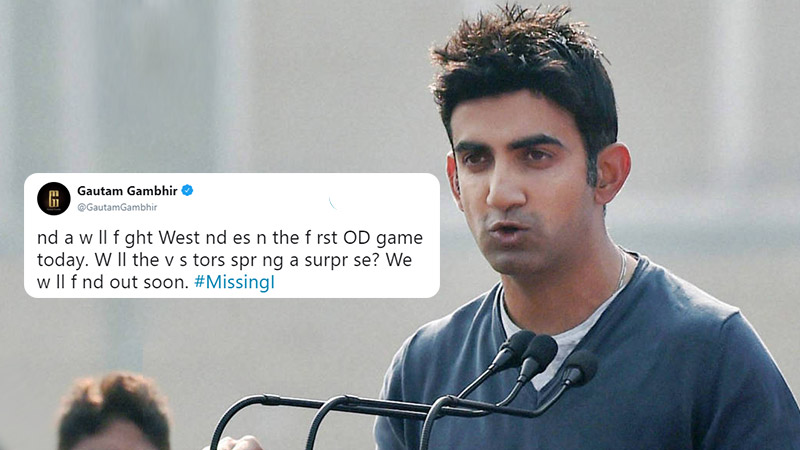 Gautam Gambhir
@GautamGambhir
nd a w ll f ght West nd es n the f rst OD game
today. W ll the v s tors spr ng a surpr se? We
w ll f nd out soon. #MissingI